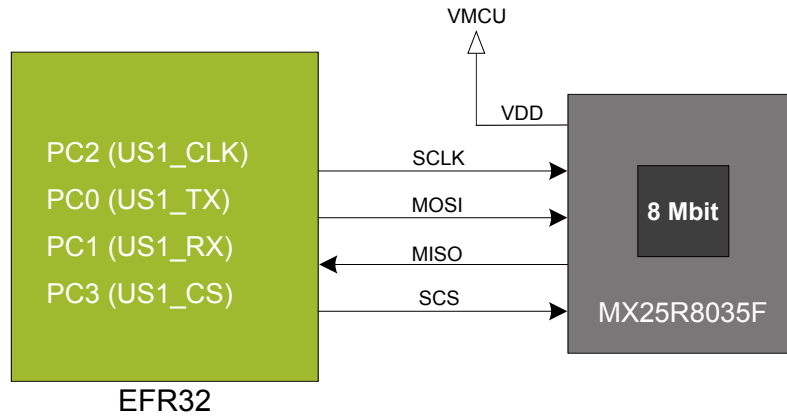 VMCU
VDD
PC2 (US1_CLK)
SCLK
PC0 (US1_TX)
MOSI
8 Mbit
PC1 (US1_RX)
MISO
PC3 (US1_CS)
SCS
MX25R8035F
EFR32